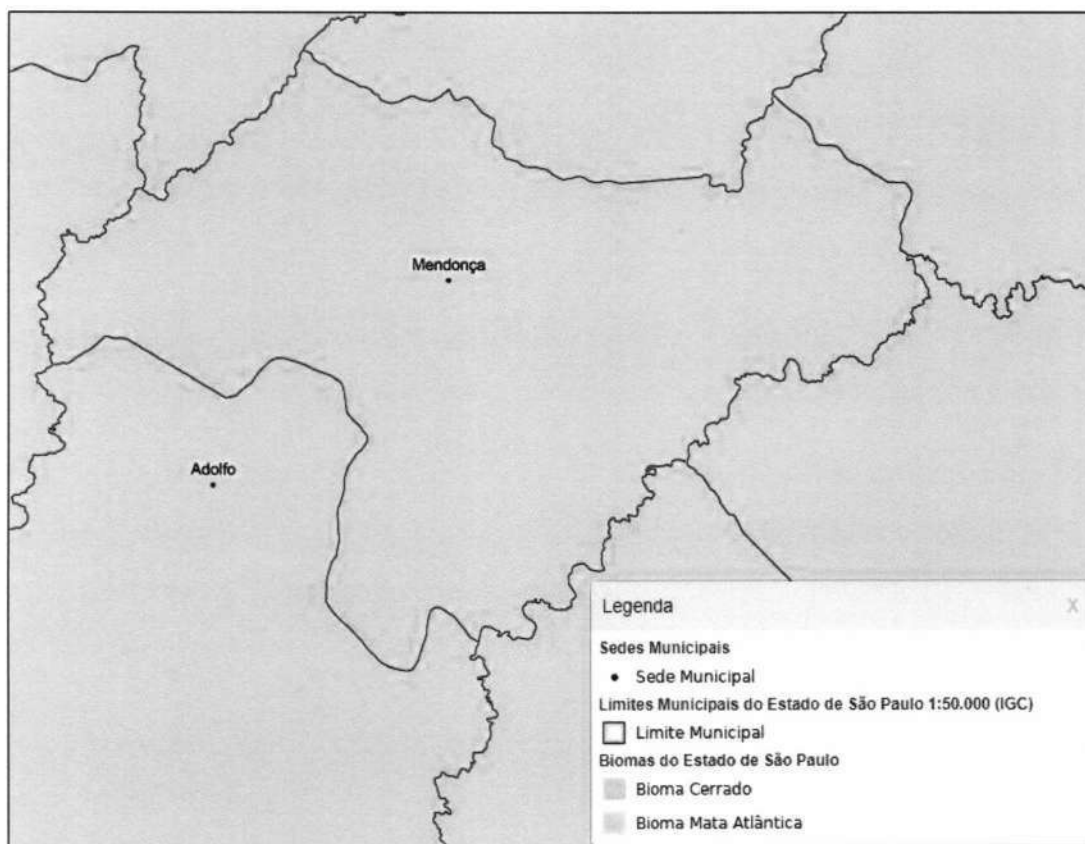 Mendonça
Adolfo
Legenda X
Sedes Municipais
Sede Municipal
Limites Municipais do Estado de São Paulo 1:50.000 (IGC)
Limite Municipal
Biomas do Estado de São Paulo
Bioma Cerrado
Bioma Mata Atlântica